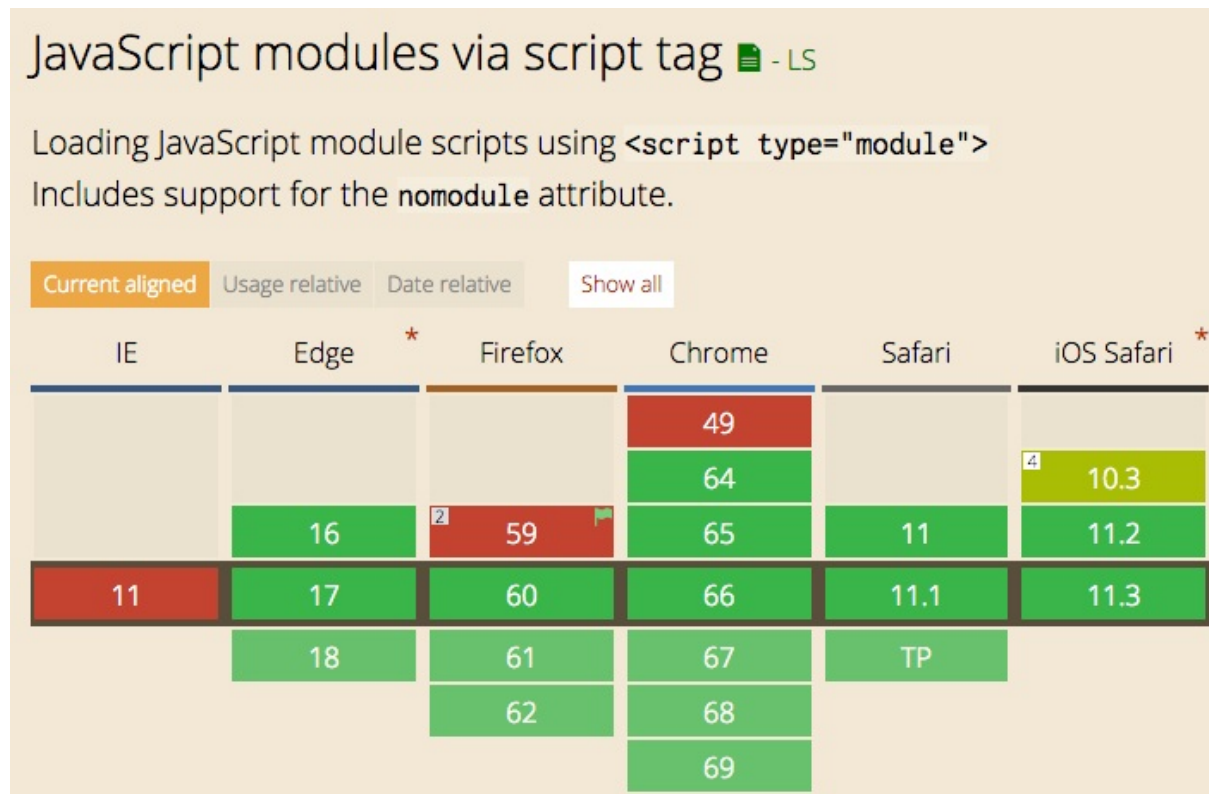 JavaScript modules via script tag - LS
Loading JavaScript module scripts using <script type="module">
Includes support for the nomodule attribute.
Current aligned Usage relative Date relative Show all
IE Edge * Firefox Chrome Safari iOS Safari *
49
64 4 10.3
16 2 59 65 11 11.2
11 17 60 66 11.1 11.3
18 61 67 TP
62 68
69